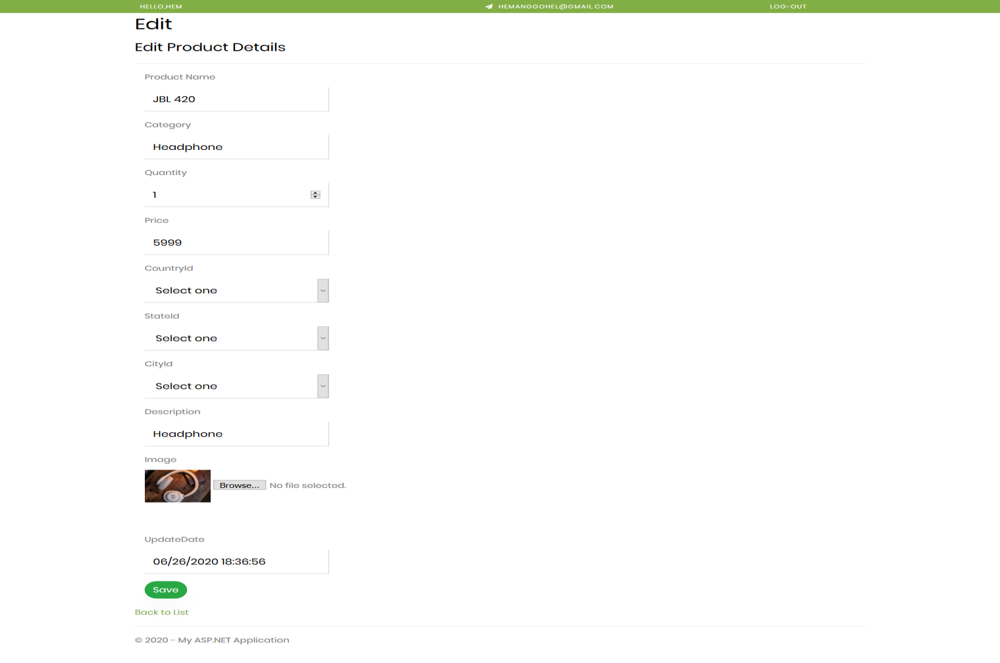 HELLO,HEM HEMANGGOHEL@GMAIL.COM LOG-OUT
Edit
Edit Product Details
Product Name
JBL 420
Category
Headphone
Quantity
1
Price
5999
CountryId
Select one
StateId
Select one
CityId
Select one
Description
Headphone
Image
Browse... No file selected.
UpdateDate
06/26/2020 18:36:56
Save
Back to List
© 2020 - My ASP.NET Application